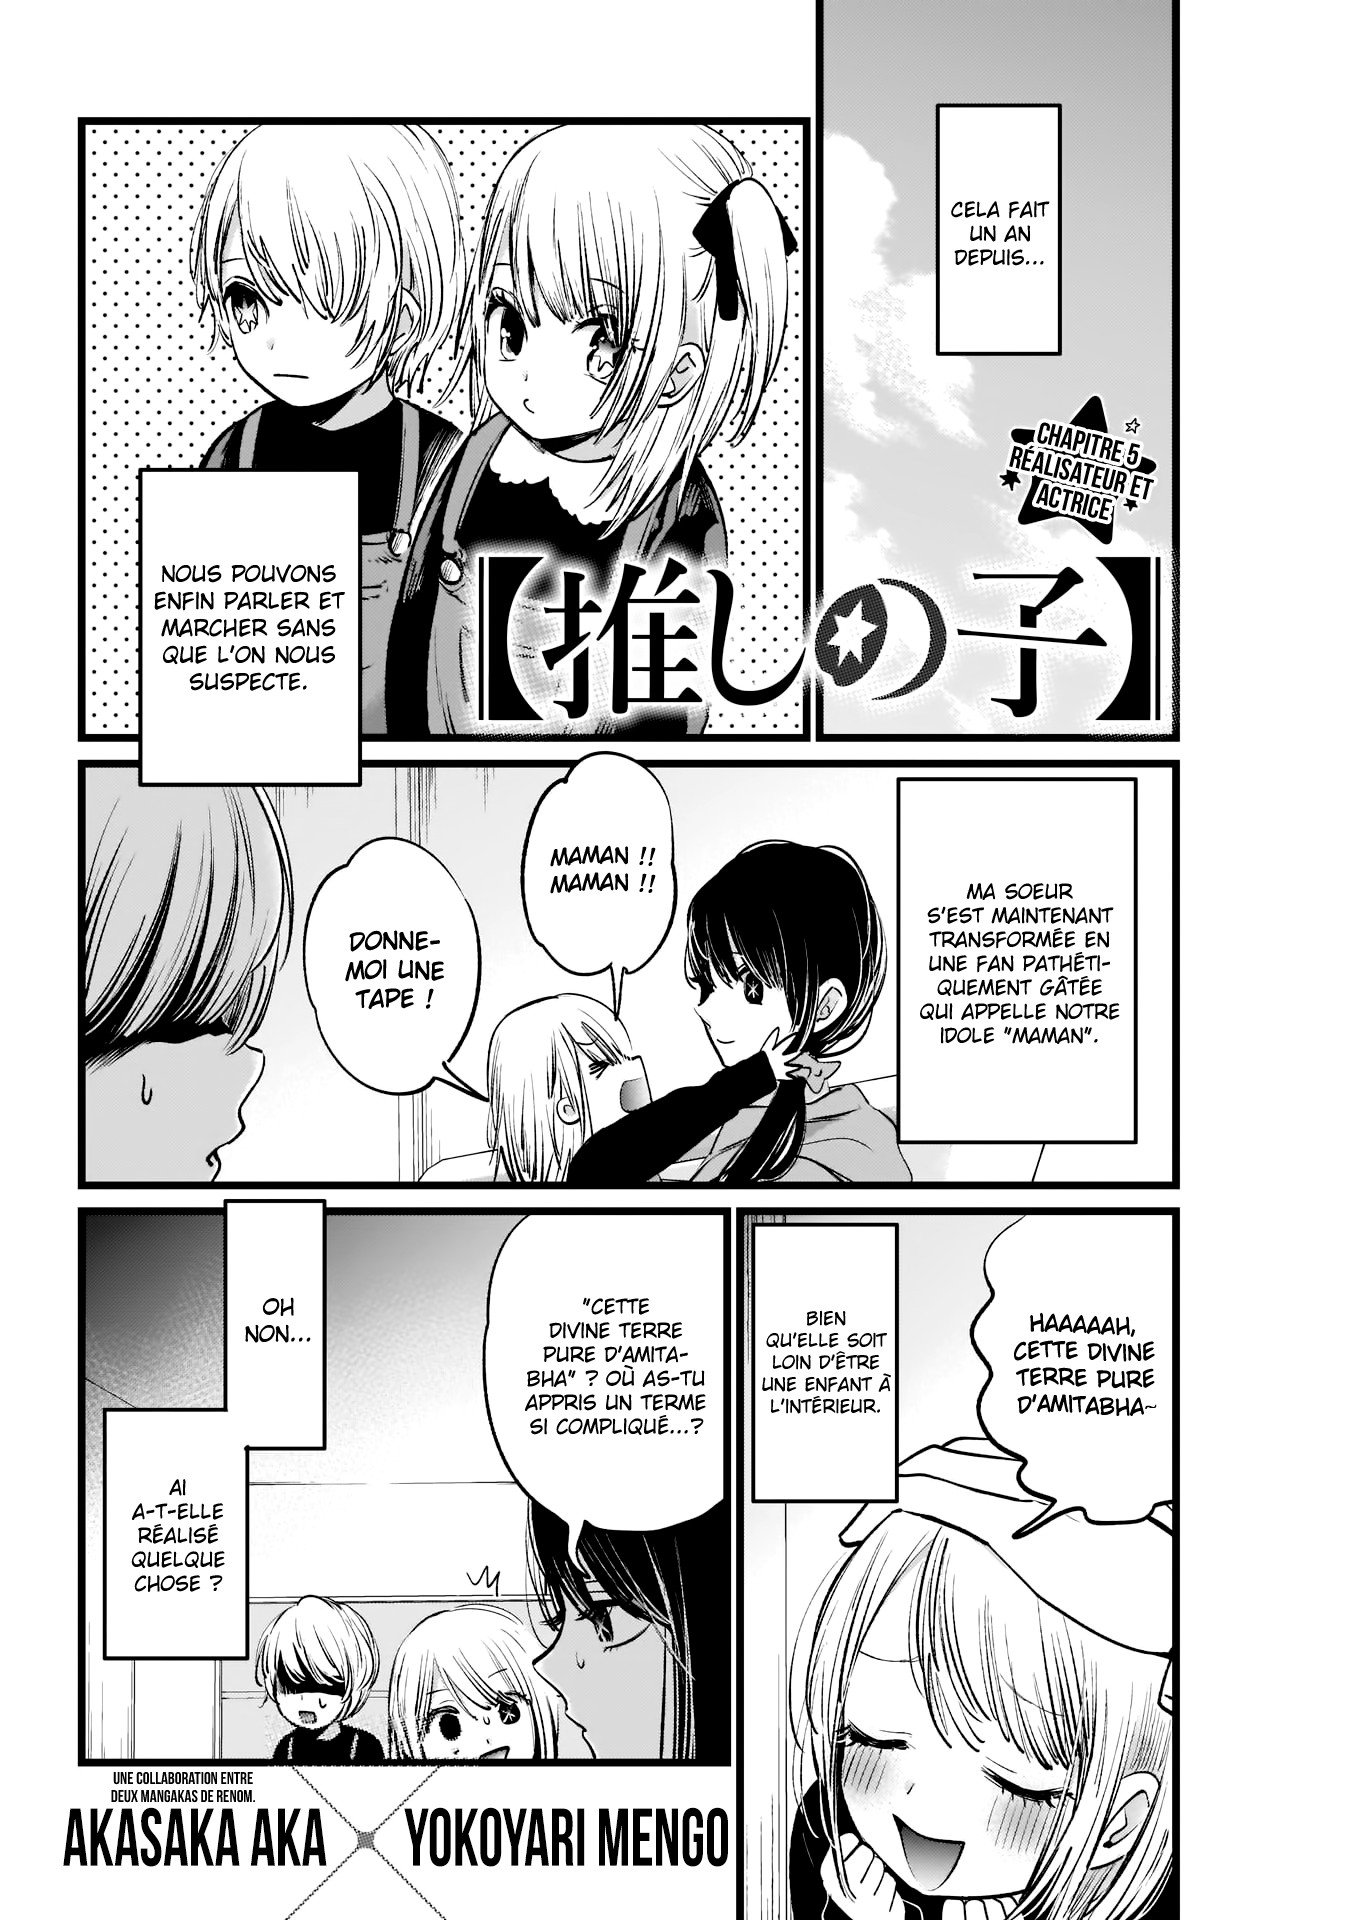 CELA FAIT
UN AN
DEPUIS...
CHAPITRE 5
RÉALISATEUR ET
ACTRICE
【推しの子】
NOUS POUVONS
ENFIN PARLER ET
MARCHER SANS
QUE L'ON NOUS
SUSPECTE.
MA SOEUR
S'EST MAINTENANT
TRANSFORMÉE EN
UNE FAN PATHÉTI-
QUEMENT GÂTÉE
QUI APPELLE NOTRE
IDOLE "MAMAN".
MAMAN !!
MAMAN !!
DONNE-
MOI UNE
TAPE !
HAAAAAH,
CETTE DIVINE
TERRE PURE
D'AMITABHA~
BIEN
QU'ELLE SOIT
LOIN D'ÊTRE
UNE ENFANT À
L'INTÉRIEUR.
"CETTE
DIVINE TERRE
PURE D'AMITA-
BHA" ? OÙ AS-TU
APPRIS UN TERME
SI COMPLIQUÉ...?
OH
NON...
AI
A-T-ELLE
RÉALISÉ
QUELQUE
CHOSE ?
UNE COLLABORATION ENTRE
DEUX MANGAKAS DE RENOM.
AKASAKA AKA
YOKOYARI MENGO